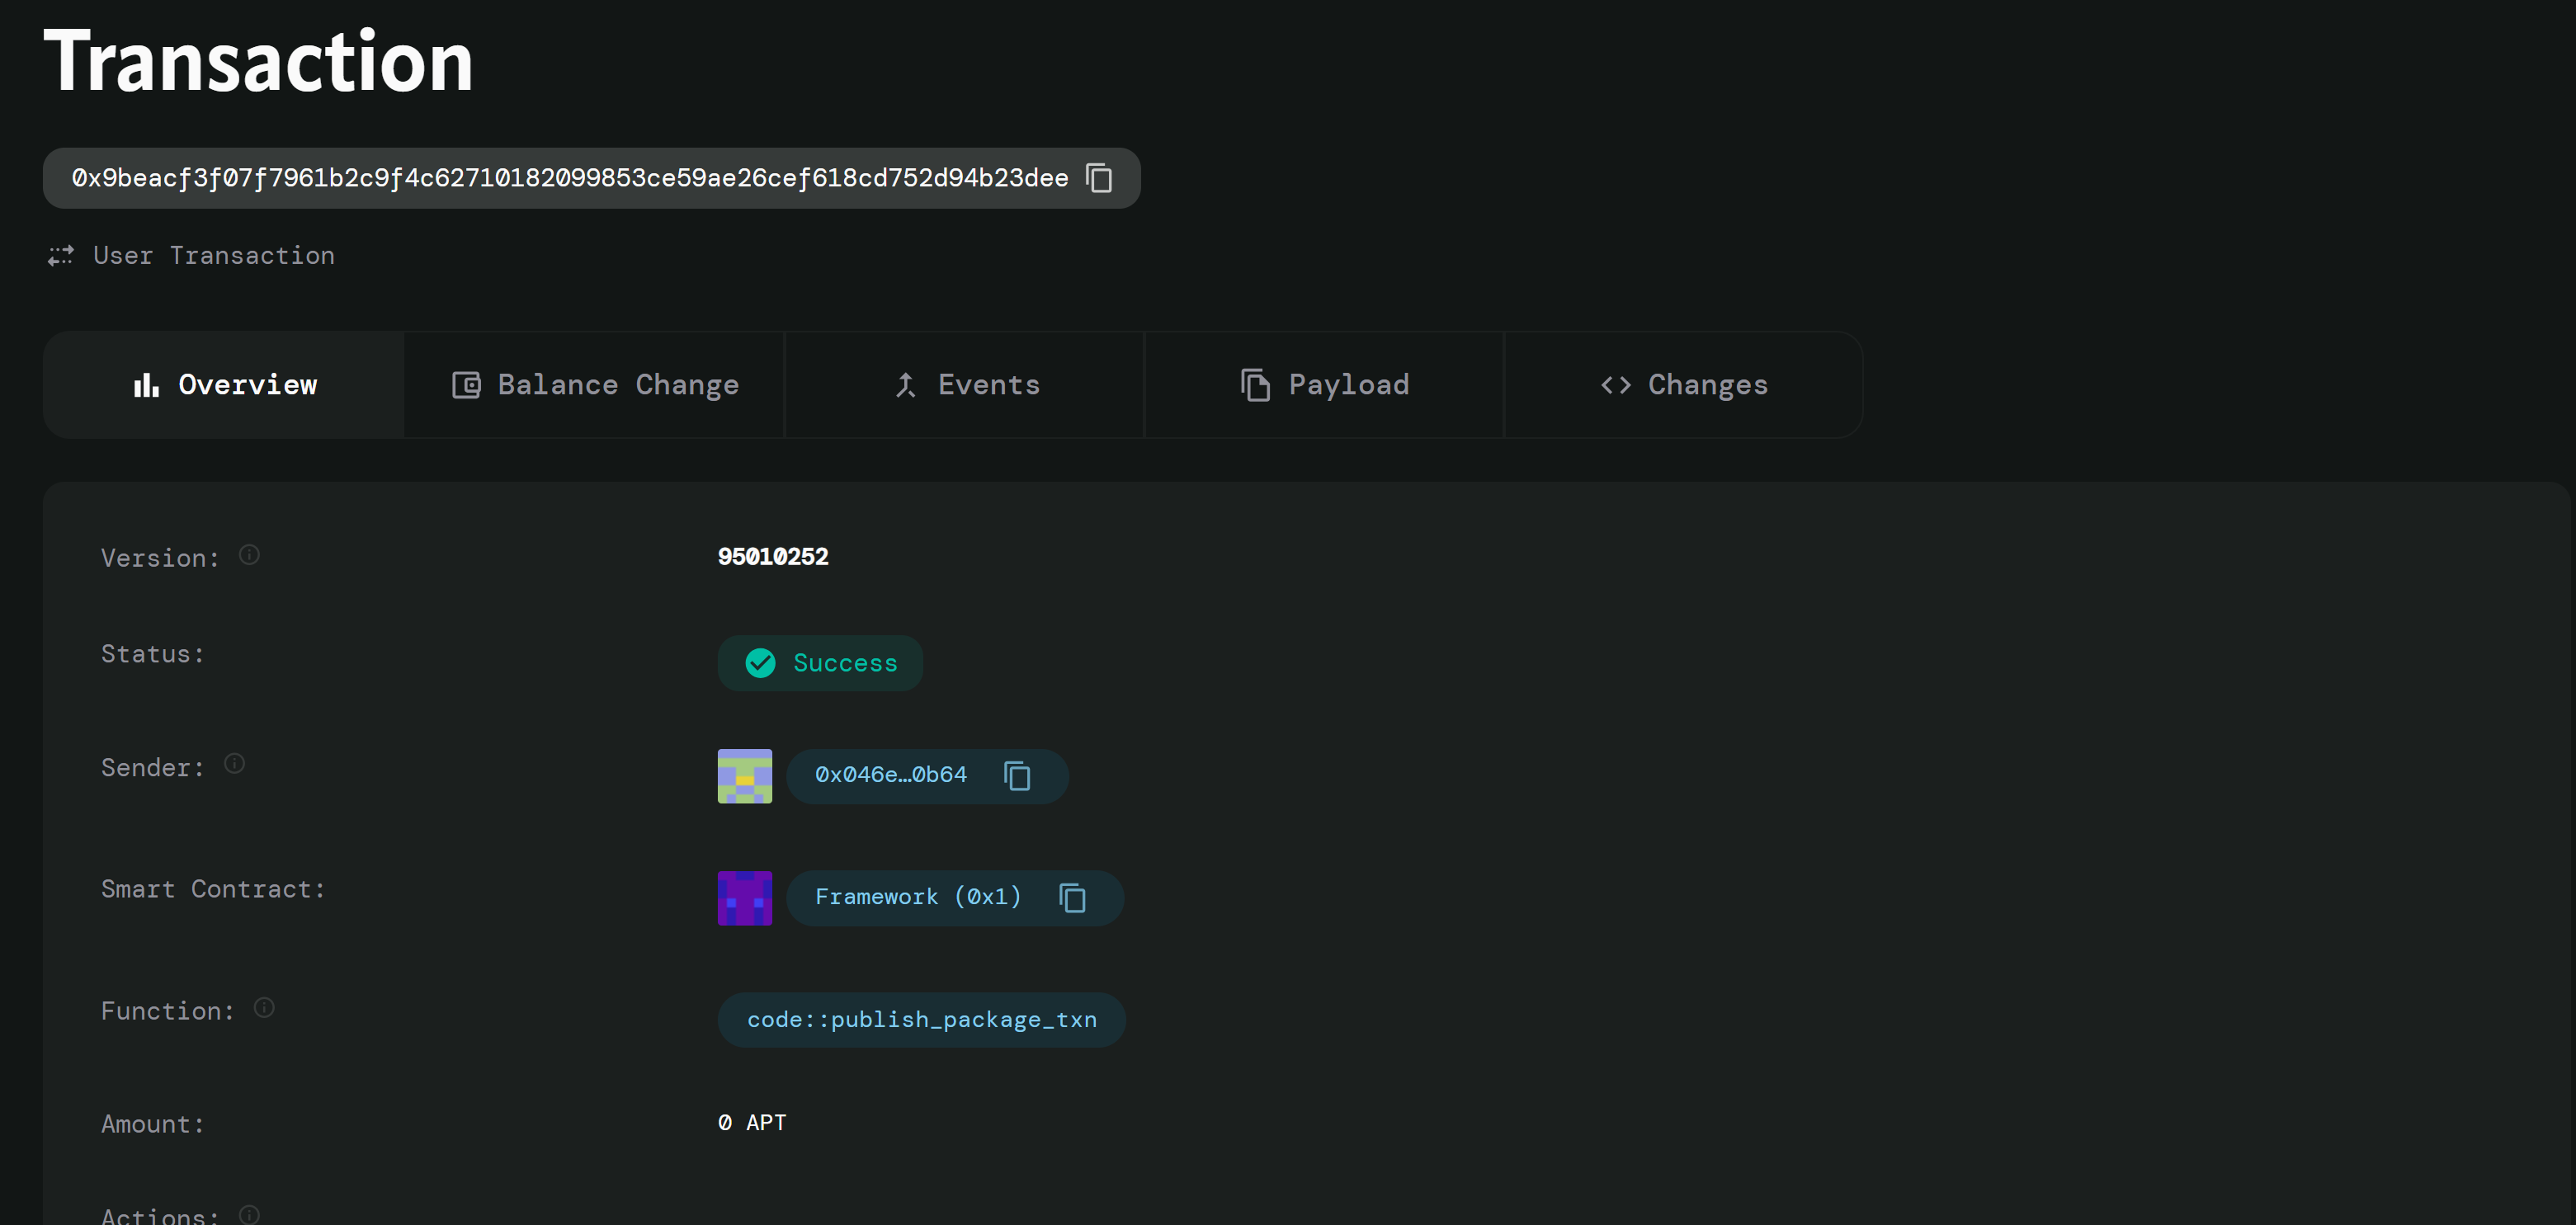 Transaction
0x9beacf3f07f7961b2c9f4c62710182099853ce59ae26cef618cd752d94b23dee
User Transaction
Overview Balance Change Events Payload Changes
Version: 95010252
Status: Success
Sender: 0x046e…0b64
Smart Contract: Framework (0x1)
Function: code::publish_package_txn
Amount: 0 APT
Actions: